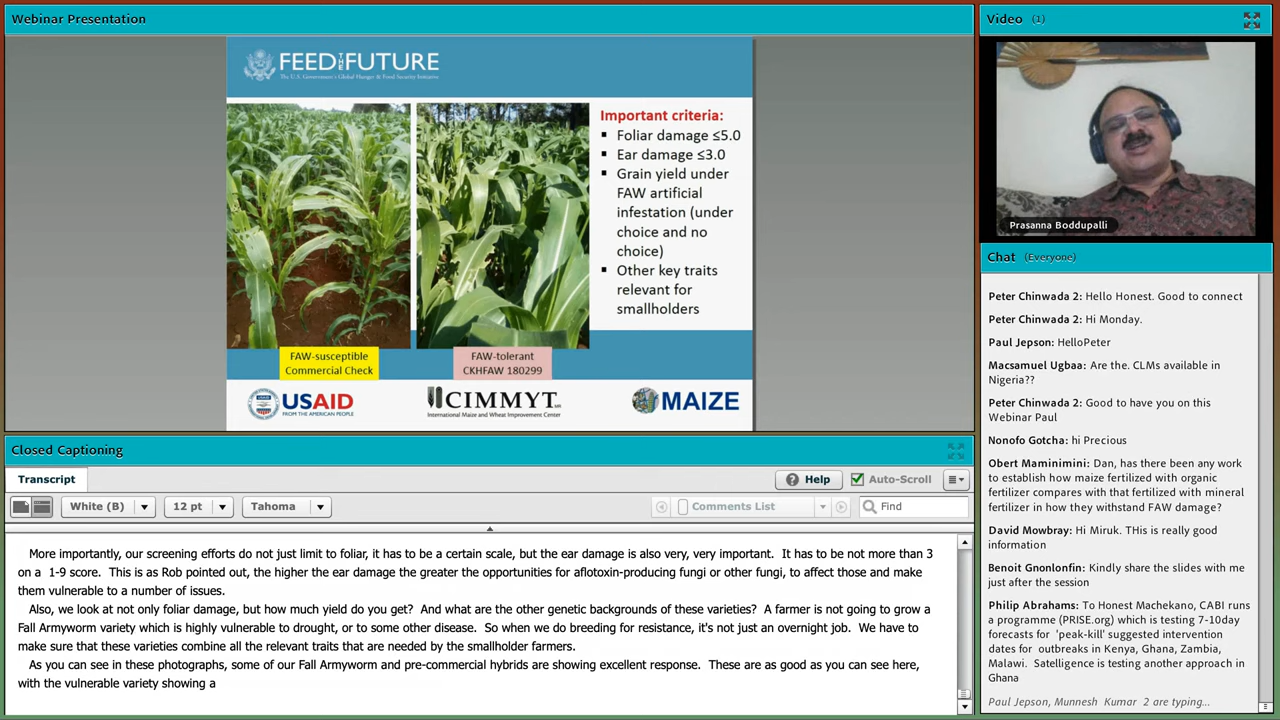 Webinar Presentation
FEED THE FUTURE
The U.S. Government's Global Hunger & Food Security Initiative
Important criteria:
▪ Foliar damage ≤5.0
▪ Ear damage ≤3.0
▪ Grain yield under
FAW artificial
infestation (under
choice and no
choice)
▪ Other key traits
relevant for
smallholders
FAW-susceptible
Commercial Check
FAW-tolerant
CKHFAW 180299
USAID
FROM THE AMERICAN PEOPLE
CIMMYT
International Maize and Wheat Improvement Center
MAIZE
Closed Captioning
Transcript
Help
Auto-Scroll
White (B)
12 pt
Tahoma
Comments List
Find
More importantly, our screening efforts do not just limit to foliar, it has to be a certain scale, but the ear damage is also very, very important. It has to be not more than 3
on a 1-9 score. This is as Rob pointed out, the higher the ear damage the greater the opportunities for aflotoxin-producing fungi or other fungi, to affect those and make
them vulnerable to a number of issues.
Also, we look at not only foliar damage, but how much yield do you get? And what are the other genetic backgrounds of these varieties? A farmer is not going to grow a
Fall Armyworm variety which is highly vulnerable to drought, or to some other disease. So when we do breeding for resistance, it's not just an overnight job. We have to
make sure that these varieties combine all the relevant traits that are needed by the smallholder farmers.
As you can see in these photographs, some of our Fall Armyworm and pre-commercial hybrids are showing excellent response. These are as good as you can see here,
with the vulnerable variety showing a
Video (1)
Prasanna Boddupalli
Chat (Everyone)
Peter Chinwada 2: Hello Honest. Good to connect
Peter Chinwada 2: Hi Monday.
Paul Jepson: HelloPeter
Macsamuel Ugbaa: Are the. CLMs available in
Nigeria??
Peter Chinwada 2: Good to have you on this
Webinar Paul
Nonofo Gotcha: hi Precious
Obert Maminimini: Dan, has there been any work
to establish how maize fertilized with organic
fertilizer compares with that fertilized with mineral
fertilizer in how they withstand FAW damage?
David Mowbray: Hi Miruk. THis is really good
information
Benoit Gnonlonfin: Kindly share the slides with me
just after the session
Philip Abrahams: To Honest Machekano, CABI runs
a programme (PRISE.org) which is testing 7-10day
forecasts for 'peak-kill' suggested intervention
dates for outbreaks in Kenya, Ghana, Zambia,
Malawi. Satelligence is testing another approach in
Ghana
Paul Jepson, Munnesh Kumar 2 are typing...